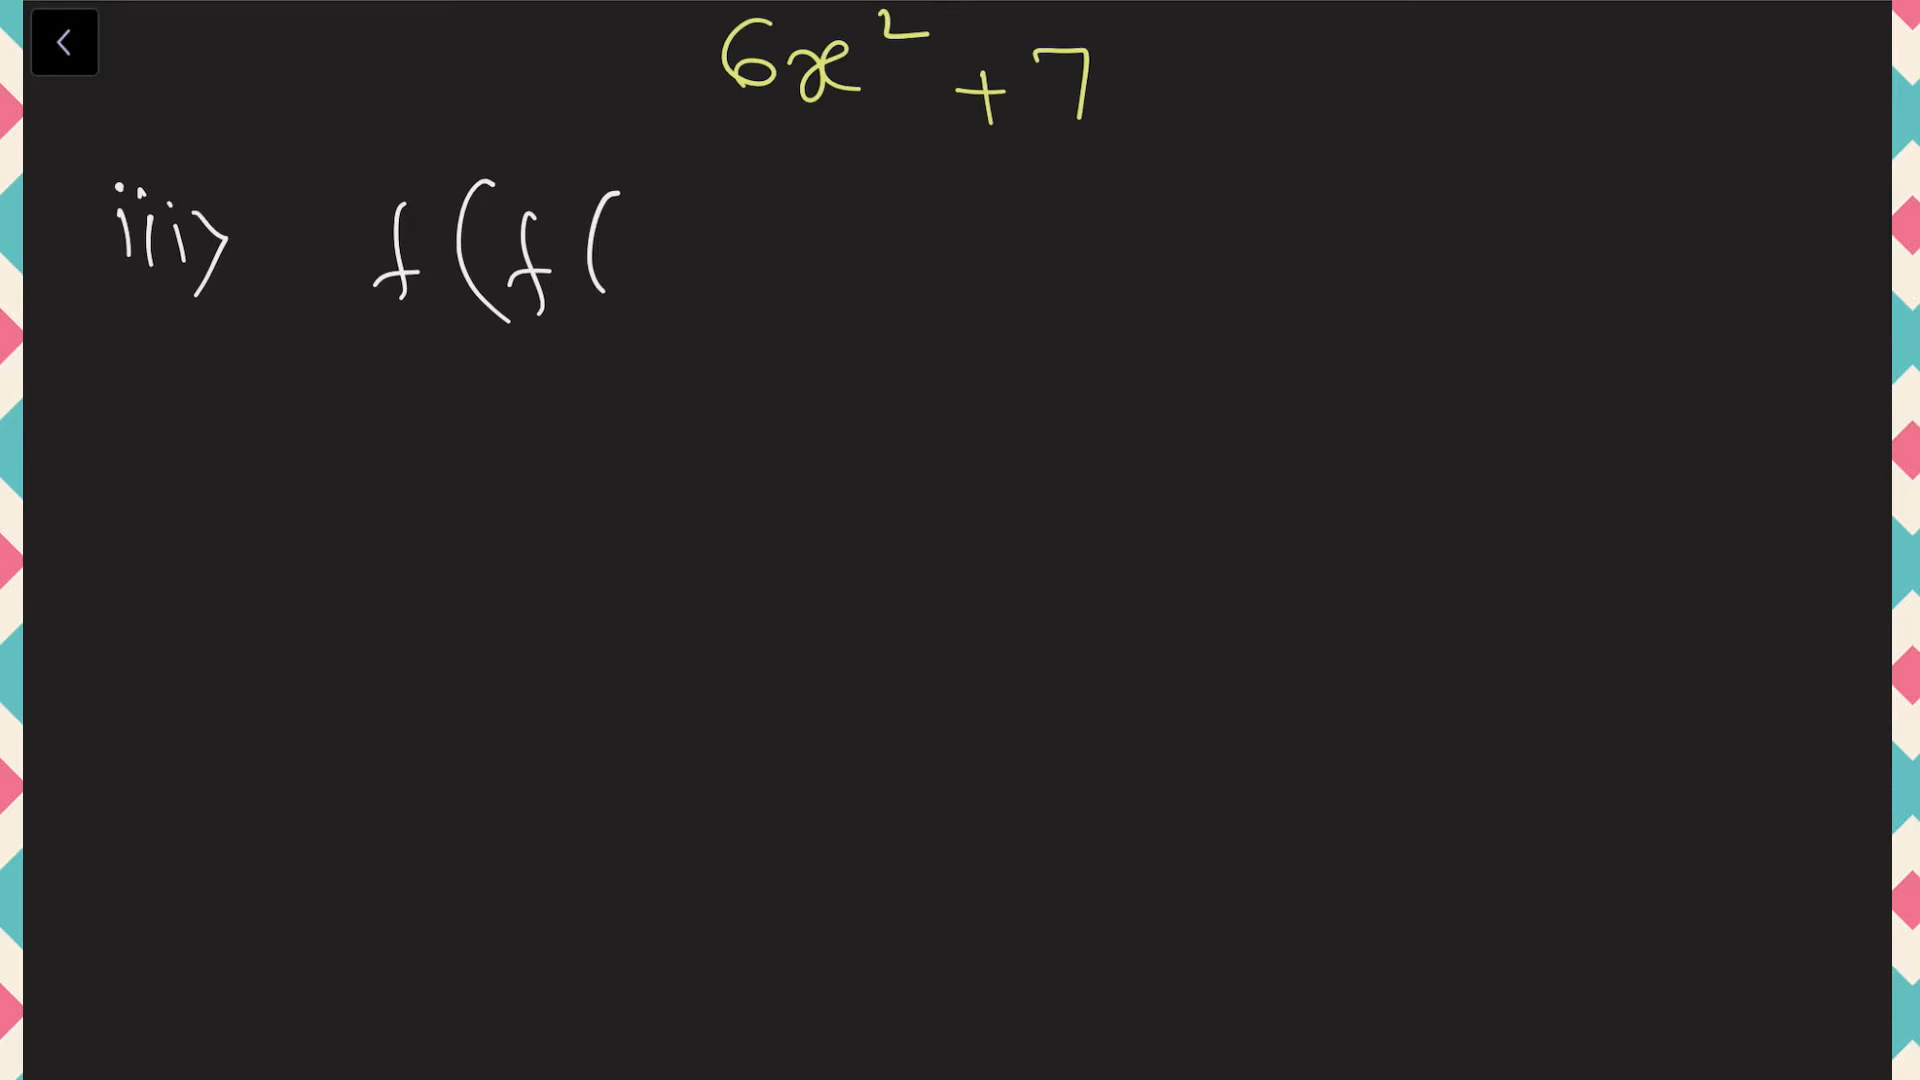 6x² + 7
iii) f(f(